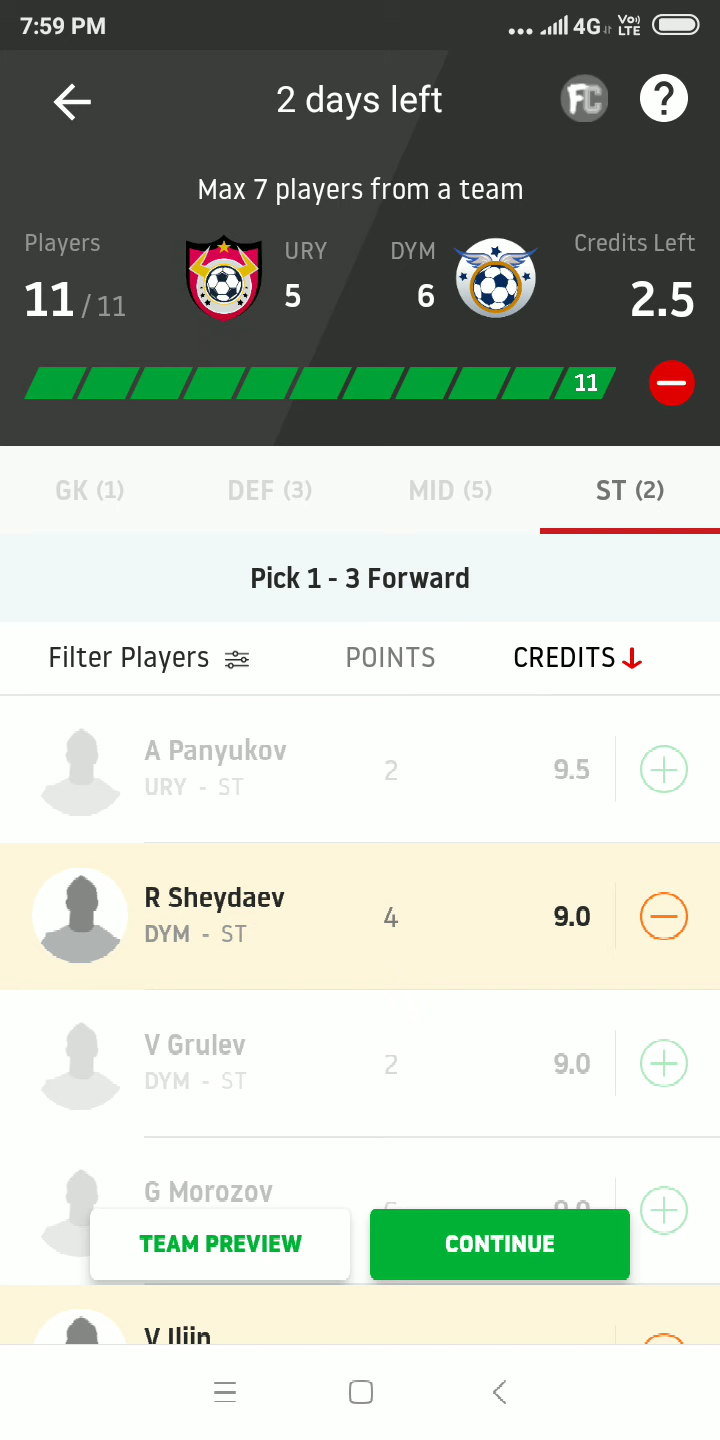 7:59 PM
4G Vo) LTE
2 days left
FC ?
Max 7 players from a team
Players
URY
DYM
Credits Left
11 / 11
5
6
2.5
11
GK (1)
DEF (3)
MID (5)
ST (2)
Pick 1 - 3 Forward
Filter Players
POINTS
CREDITS
A Panyukov
URY - ST
2
9.5
R Sheydaev
DYM - ST
4
9.0
V Grulev
DYM - ST
2
9.0
G Morozov
9.0
TEAM PREVIEW
CONTINUE
V Iliin